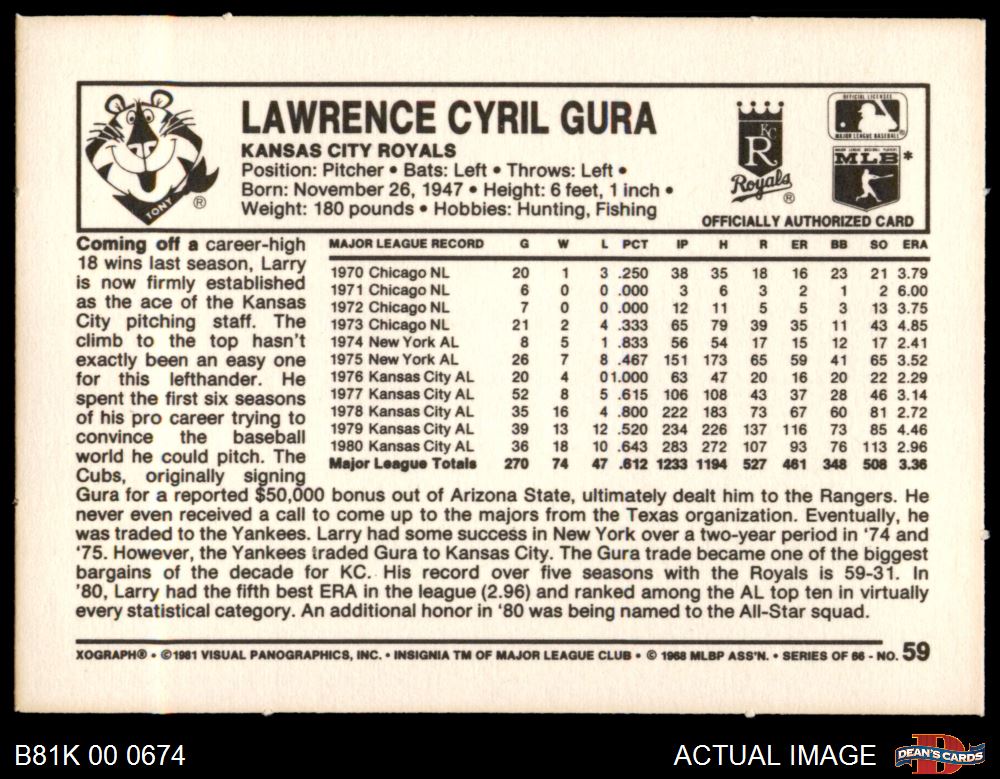 TONY ®
LAWRENCE CYRIL GURA
KANSAS CITY ROYALS
Position: Pitcher • Bats: Left • Throws: Left •
Born: November 26, 1947 • Height: 6 feet, 1 inch •
Weight: 180 pounds • Hobbies: Hunting, Fishing
KC
R
Royals ®
OFFICIAL LICENSEE
MAJOR LEAGUE BASEBALL ®
MAJOR LEAGUE BASEBALL PLAYERS
MLB *
OFFICIALLY AUTHORIZED CARD
Coming off a career-high
18 wins last season, Larry
is now firmly established
as the ace of the Kansas
City pitching staff. The
climb to the top hasn't
exactly been an easy one
for this lefthander. He
spent the first six seasons
of his pro career trying to
convince the baseball
world he could pitch. The
Cubs, originally signing
MAJOR LEAGUE RECORD G W L PCT IP H R ER BB SO ERA
1970 Chicago NL 20 1 3 .250 38 35 18 16 23 21 3.79
1971 Chicago NL 6 0 0 .000 3 6 3 2 1 2 6.00
1972 Chicago NL 7 0 0 .000 12 11 5 5 3 13 3.75
1973 Chicago NL 21 2 4 .333 65 79 39 35 11 43 4.85
1974 New York AL 8 5 1 .833 56 54 17 15 12 17 2.41
1975 New York AL 26 7 8 .467 151 173 65 59 41 65 3.52
1976 Kansas City AL 20 4 0 1.000 63 47 20 16 20 22 2.29
1977 Kansas City AL 52 8 5 .615 106 108 43 37 28 46 3.14
1978 Kansas City AL 35 16 4 .800 222 183 73 67 60 81 2.72
1979 Kansas City AL 39 13 12 .520 234 226 137 116 73 85 4.46
1980 Kansas City AL 36 18 10 .643 283 272 107 93 76 113 2.96
Major League Totals 270 74 47 .612 1233 1194 527 461 348 508 3.36
Gura for a reported $50,000 bonus out of Arizona State, ultimately dealt him to the Rangers. He
never even received a call to come up to the majors from the Texas organization. Eventually, he
was traded to the Yankees. Larry had some success in New York over a two-year period in '74 and
'75. However, the Yankees traded Gura to Kansas City. The Gura trade became one of the biggest
bargains of the decade for KC. His record over five seasons with the Royals is 59-31. In
'80, Larry had the fifth best ERA in the league (2.96) and ranked among the AL top ten in virtually
every statistical category. An additional honor in '80 was being named to the All-Star squad.
XOGRAPH® • ©1981 VISUAL PANOGRAPHICS, INC. • INSIGNIA TM OF MAJOR LEAGUE CLUB • © 1968 MLBP ASS'N. • SERIES OF 66 - NO. 59
B81K 00 0674
ACTUAL IMAGE
DEAN'S CARDS